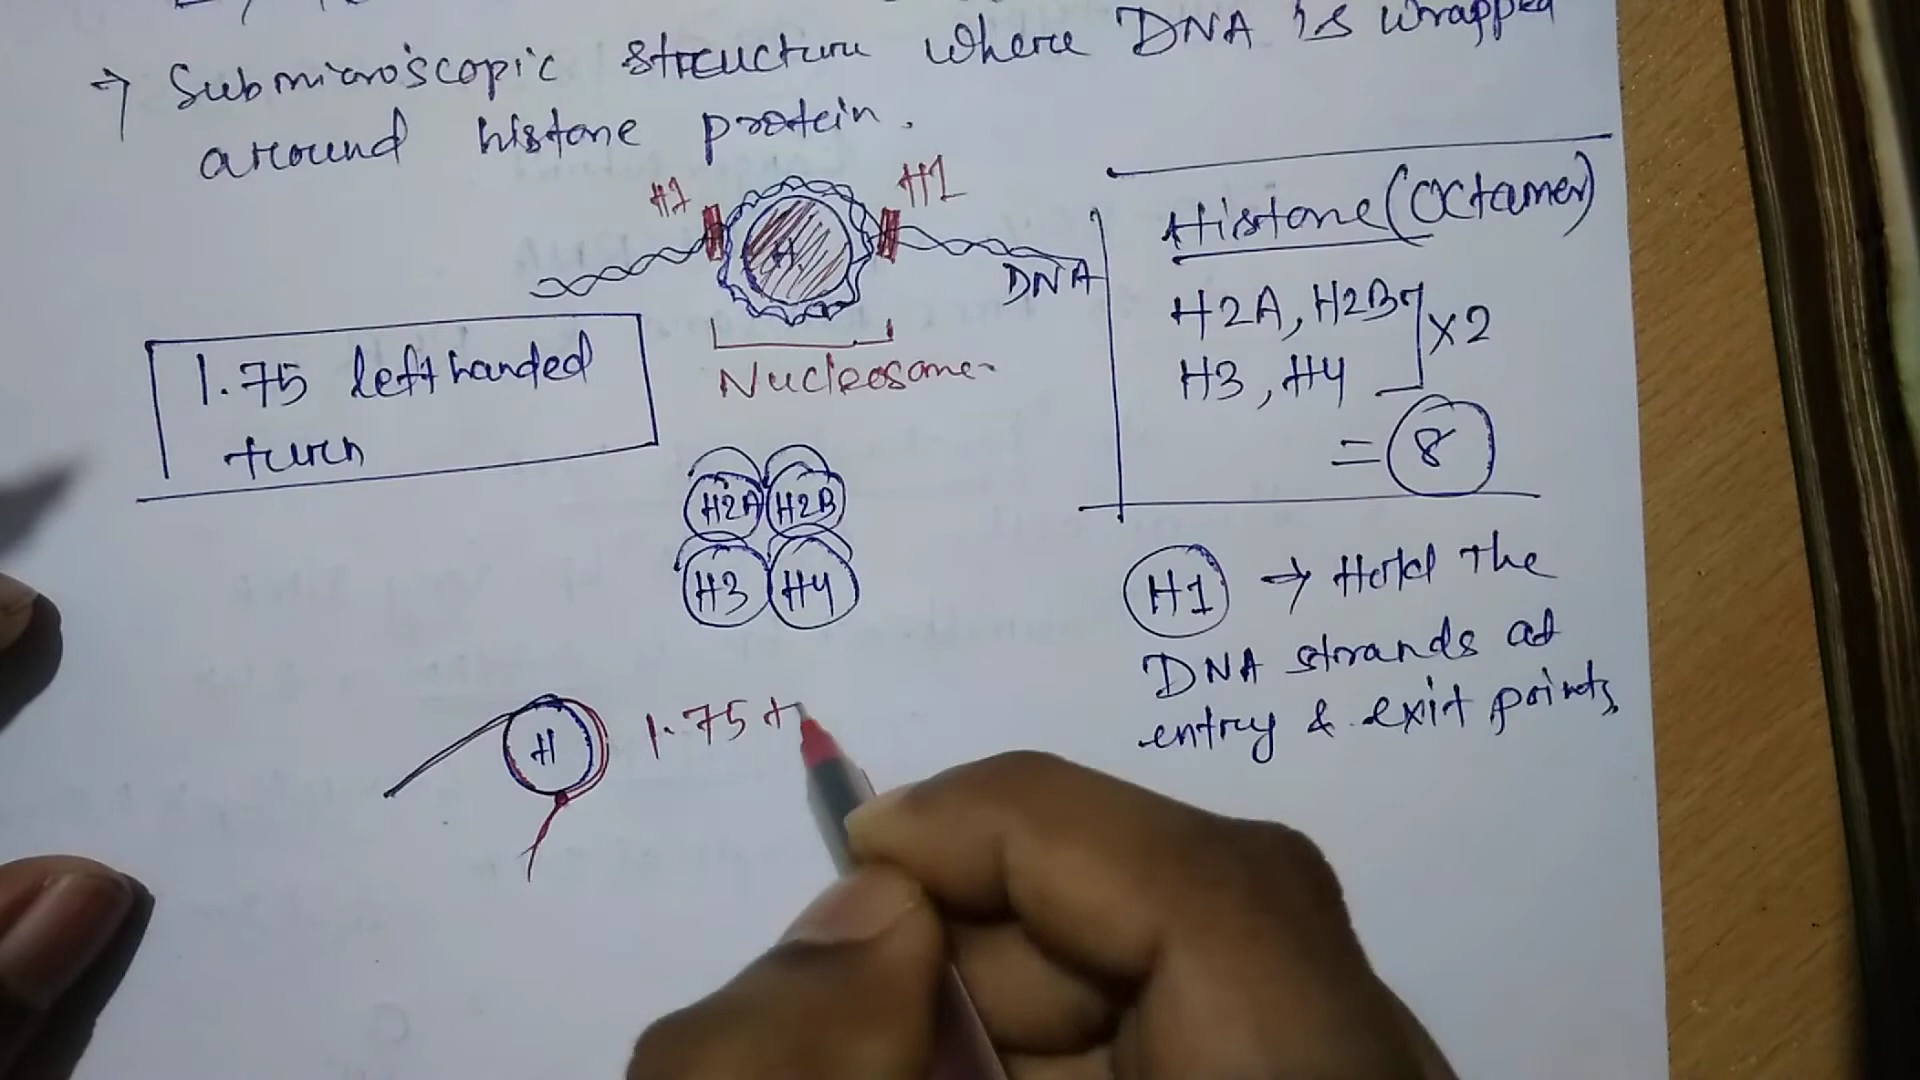 → Submicroscopic structure where DNA is wrapped
around histone protein.
H1
H1
H
DNA
Nucleosome
1.75 left handed
turn
Histone (Octamer)
H2A, H2B
H3, H4
x2
= 8
H2A H2B
H3 H4
H1 → Hold the
DNA strands at
entry & exit points
H
1.75 t